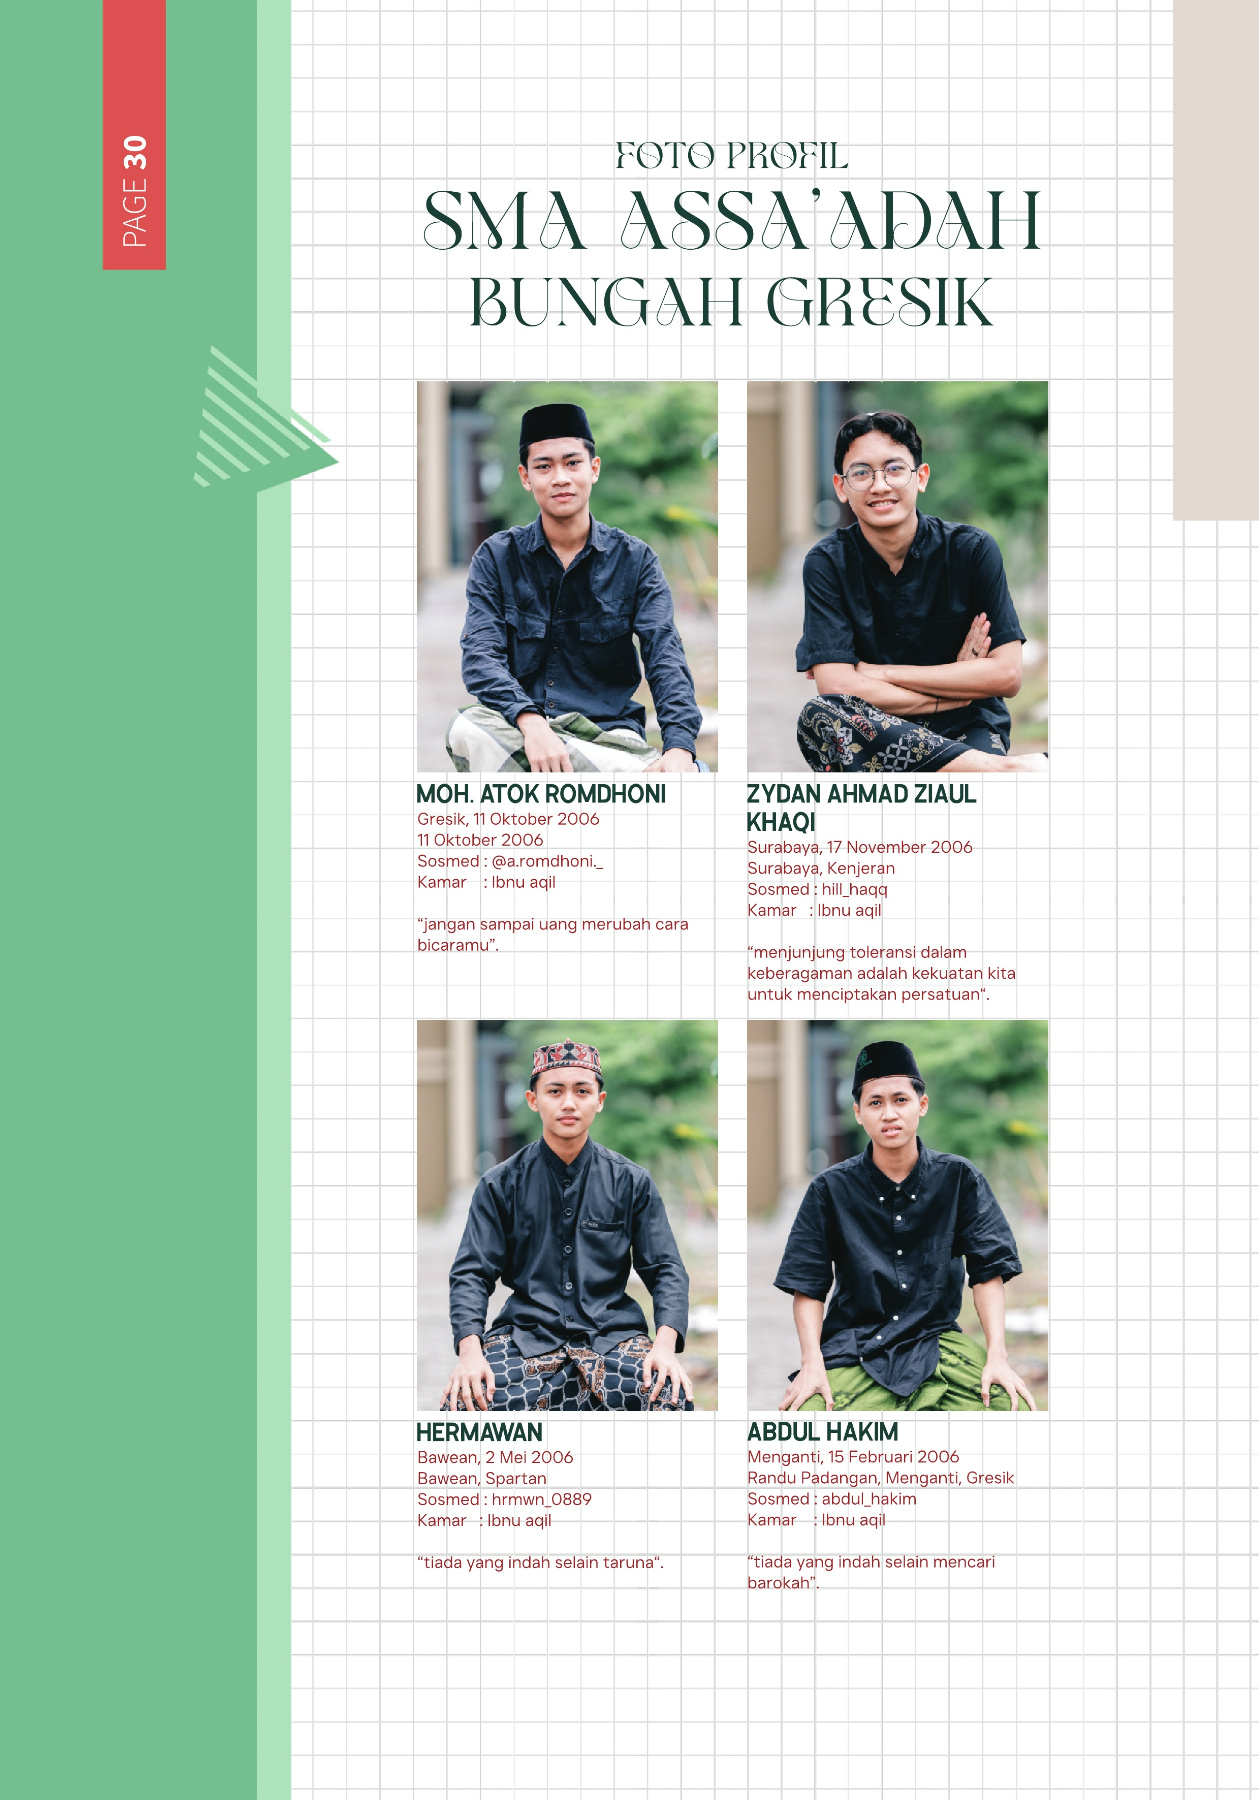 PAGE 30
FOTO PROFIL
SMA ASSA'ADAH
BUNGAH GRESIK
MOH. ATOK ROMDHONI
Gresik, 11 Oktober 2006
11 Oktober 2006
Sosmed : @a.romdhoni._
Kamar : Ibnu aqil
“jangan sampai uang merubah cara
bicaramu”.
ZYDAN AHMAD ZIAUL
KHAQI
Surabaya, 17 November 2006
Surabaya, Kenjeran
Sosmed : hill_haqq
Kamar : Ibnu aqil
“menjunjung toleransi dalam
keberagaman adalah kekuatan kita
untuk menciptakan persatuan“.
HERMAWAN
Bawean, 2 Mei 2006
Bawean, Spartan
Sosmed : hrmwn_0889
Kamar : Ibnu aqil
“tiada yang indah selain taruna“.
ABDUL HAKIM
Menganti, 15 Februari 2006
Randu Padangan, Menganti, Gresik
Sosmed : abdul_hakim
Kamar : Ibnu aqil
“tiada yang indah selain mencari
barokah”.